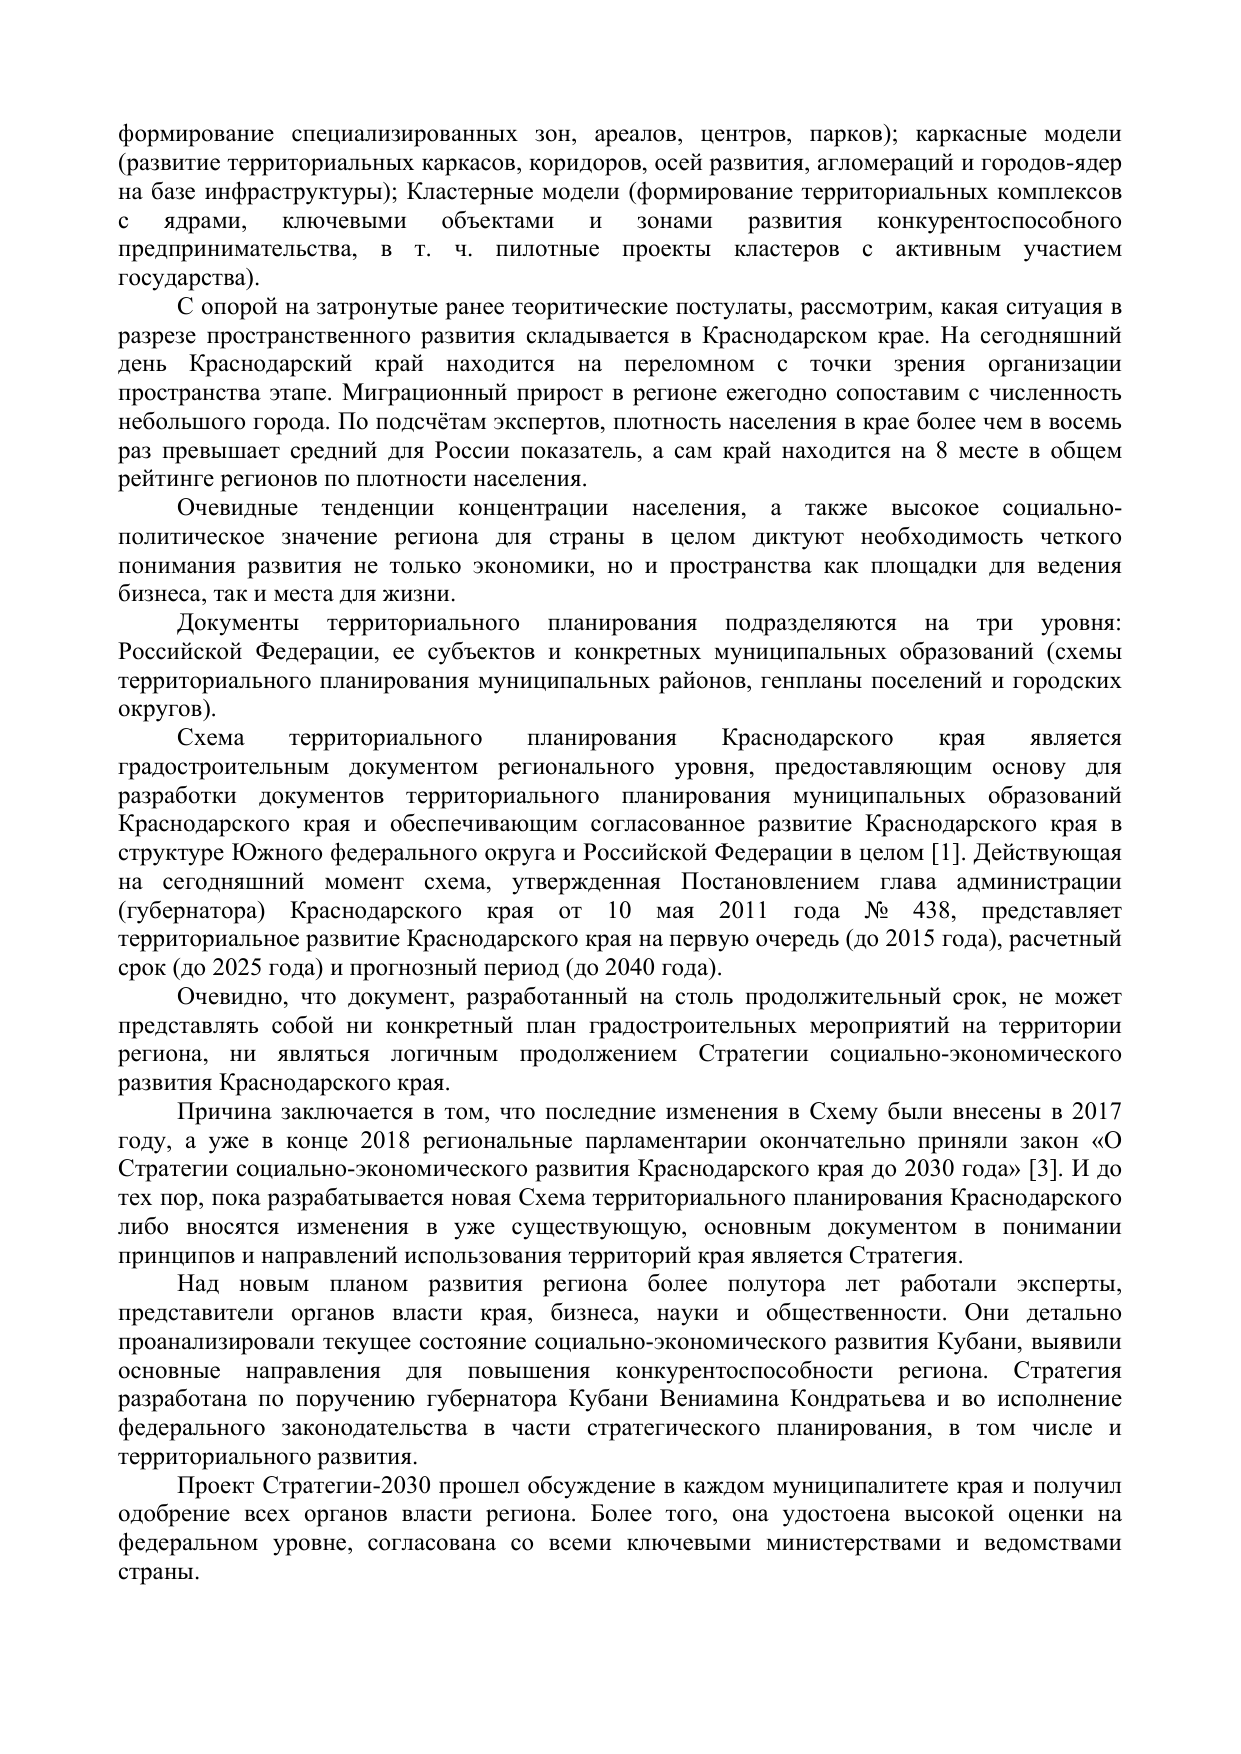 формирование специализированных зон, ареалов, центров, парков); каркасные модели
(развитие территориальных каркасов, коридоров, осей развития, агломераций и городов-ядер
на базе инфраструктуры); Кластерные модели (формирование территориальных комплексов
с ядрами, ключевыми объектами и зонами развития конкурентоспособного
предпринимательства, в т. ч. пилотные проекты кластеров с активным участием
государства).
С опорой на затронутые ранее теоритические постулаты, рассмотрим, какая ситуация в
разрезе пространственного развития складывается в Краснодарском крае. На сегодняшний
день Краснодарский край находится на переломном с точки зрения организации
пространства этапе. Миграционный прирост в регионе ежегодно сопоставим с численность
небольшого города. По подсчётам экспертов, плотность населения в крае более чем в восемь
раз превышает средний для России показатель, а сам край находится на 8 месте в общем
рейтинге регионов по плотности населения.
Очевидные тенденции концентрации населения, а также высокое социально-
политическое значение региона для страны в целом диктуют необходимость четкого
понимания развития не только экономики, но и пространства как площадки для ведения
бизнеса, так и места для жизни.
Документы территориального планирования подразделяются на три уровня:
Российской Федерации, ее субъектов и конкретных муниципальных образований (схемы
территориального планирования муниципальных районов, генпланы поселений и городских
округов).
Схема территориального планирования Краснодарского края является
градостроительным документом регионального уровня, предоставляющим основу для
разработки документов территориального планирования муниципальных образований
Краснодарского края и обеспечивающим согласованное развитие Краснодарского края в
структуре Южного федерального округа и Российской Федерации в целом [1]. Действующая
на сегодняшний момент схема, утвержденная Постановлением глава администрации
(губернатора) Краснодарского края от 10 мая 2011 года № 438, представляет
территориальное развитие Краснодарского края на первую очередь (до 2015 года), расчетный
срок (до 2025 года) и прогнозный период (до 2040 года).
Очевидно, что документ, разработанный на столь продолжительный срок, не может
представлять собой ни конкретный план градостроительных мероприятий на территории
региона, ни являться логичным продолжением Стратегии социально-экономического
развития Краснодарского края.
Причина заключается в том, что последние изменения в Схему были внесены в 2017
году, а уже в конце 2018 региональные парламентарии окончательно приняли закон «О
Стратегии социально-экономического развития Краснодарского края до 2030 года» [3]. И до
тех пор, пока разрабатывается новая Схема территориального планирования Краснодарского
либо вносятся изменения в уже существующую, основным документом в понимании
принципов и направлений использования территорий края является Стратегия.
Над новым планом развития региона более полутора лет работали эксперты,
представители органов власти края, бизнеса, науки и общественности. Они детально
проанализировали текущее состояние социально-экономического развития Кубани, выявили
основные направления для повышения конкурентоспособности региона. Стратегия
разработана по поручению губернатора Кубани Вениамина Кондратьева и во исполнение
федерального законодательства в части стратегического планирования, в том числе и
территориального развития.
Проект Стратегии-2030 прошел обсуждение в каждом муниципалитете края и получил
одобрение всех органов власти региона. Более того, она удостоена высокой оценки на
федеральном уровне, согласована со всеми ключевыми министерствами и ведомствами
страны.